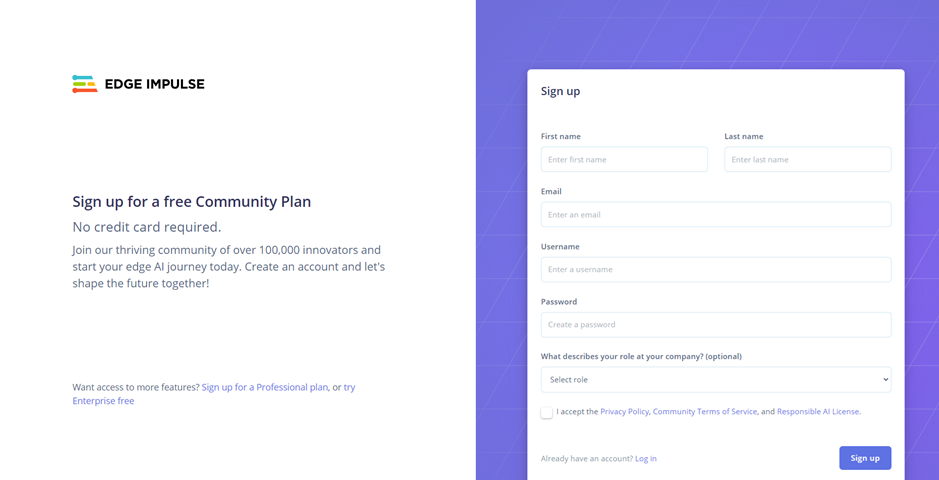 EDGE IMPULSE
Sign up for a free Community Plan
No credit card required.
Join our thriving community of over 100,000 innovators and
start your edge AI journey today. Create an account and let's
shape the future together!
Want access to more features? Sign up for a Professional plan, or try
Enterprise free
Sign up
First name
Last name
Enter first name
Enter last name
Email
Enter an email
Username
Enter a username
Password
Create a password
What describes your role at your company? (optional)
Select role
I accept the Privacy Policy, Community Terms of Service, and Responsible AI License.
Already have an account? Log in
Sign up